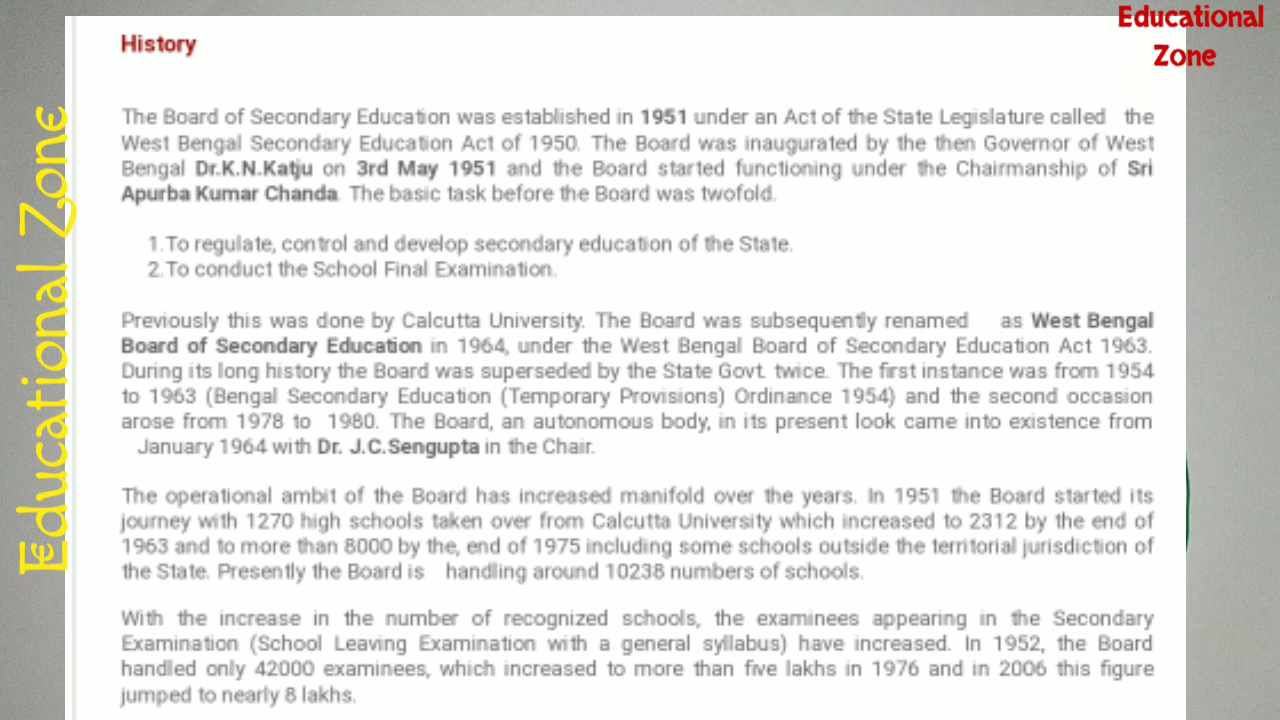 Educational
Zone
Educational Zone
History
The Board of Secondary Education was established in 1951 under an Act of the State Legislature called the
West Bengal Secondary Education Act of 1950. The Board was inaugurated by the then Governor of West
Bengal Dr.K.N.Katju on 3rd May 1951 and the Board started functioning under the Chairmanship of Sri
Apurba Kumar Chanda. The basic task before the Board was twofold.
1.To regulate, control and develop secondary education of the State.
2.To conduct the School Final Examination.
Previously this was done by Calcutta University. The Board was subsequently renamed as West Bengal
Board of Secondary Education in 1964, under the West Bengal Board of Secondary Education Act 1963.
During its long history the Board was superseded by the State Govt. twice. The first instance was from 1954
to 1963 (Bengal Secondary Education (Temporary Provisions) Ordinance 1954) and the second occasion
arose from 1978 to 1980. The Board, an autonomous body, in its present look came into existence from
January 1964 with Dr. J.C.Sengupta in the Chair.
The operational ambit of the Board has increased manifold over the years. In 1951 the Board started its
journey with 1270 high schools taken over from Calcutta University which increased to 2312 by the end of
1963 and to more than 8000 by the, end of 1975 including some schools outside the territorial jurisdiction of
the State. Presently the Board is handling around 10238 numbers of schools.
With the increase in the number of recognized schools, the examinees appearing in the Secondary
Examination (School Leaving Examination with a general syllabus) have increased. In 1952, the Board
handled only 42000 examinees, which increased to more than five lakhs in 1976 and in 2006 this figure
jumped to nearly 8 lakhs.